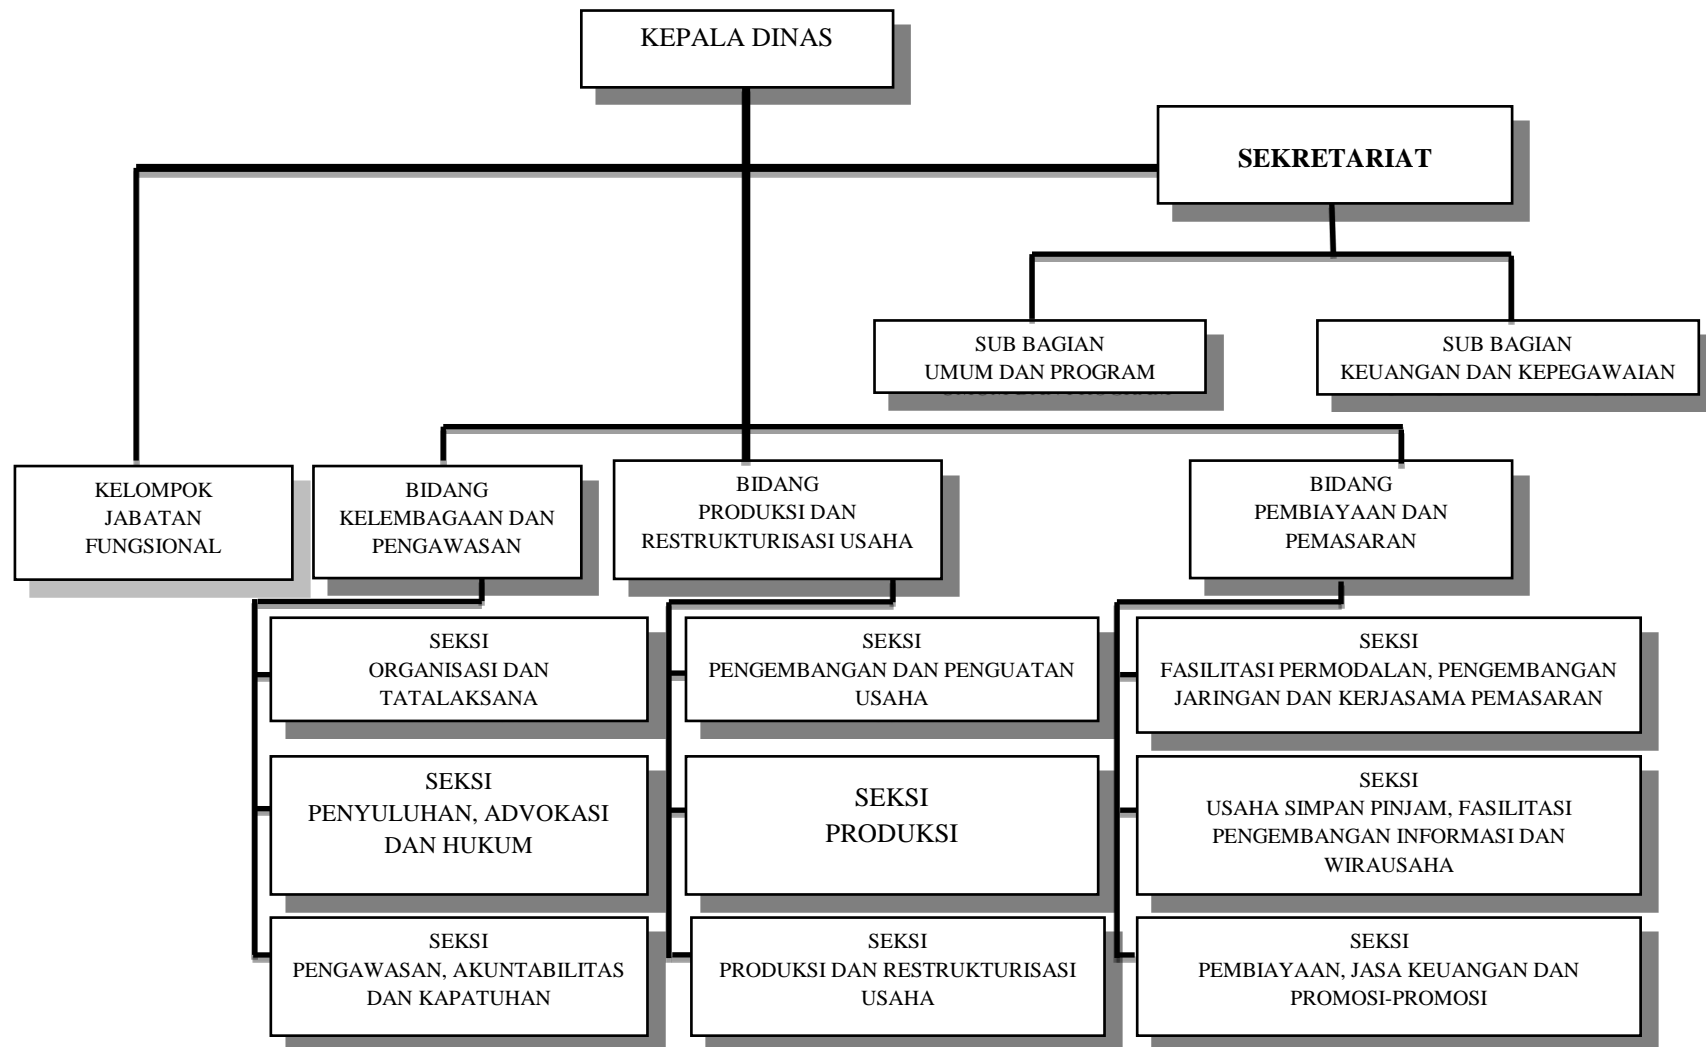 KEPALA DINAS
SEKRETARIAT
SUB BAGIAN
UMUM DAN PROGRAM
SUB BAGIAN
KEUANGAN DAN KEPEGAWAIAN
KELOMPOK
JABATAN
FUNGSIONAL
BIDANG
KELEMBAGAAN DAN
PENGAWASAN
BIDANG
PRODUKSI DAN
RESTRUKTURISASI USAHA
BIDANG
PEMBIAYAAN DAN
PEMASARAN
SEKSI
ORGANISASI DAN
TATALAKSANA
SEKSI
PENGEMBANGAN DAN PENGUATAN
USAHA
SEKSI
FASILITASI PERMODALAN, PENGEMBANGAN
JARINGAN DAN KERJASAMA PEMASARAN
SEKSI
PENYULUHAN, ADVOKASI
DAN HUKUM
SEKSI
PRODUKSI
SEKSI
USAHA SIMPAN PINJAM, FASILITASI
PENGEMBANGAN INFORMASI DAN
WIRAUSAHA
SEKSI
PENGAWASAN, AKUNTABILITAS
DAN KAPATUHAN
SEKSI
PRODUKSI DAN RESTRUKTURISASI
USAHA
SEKSI
PEMBIAYAAN, JASA KEUANGAN DAN
PROMOSI-PROMOSI